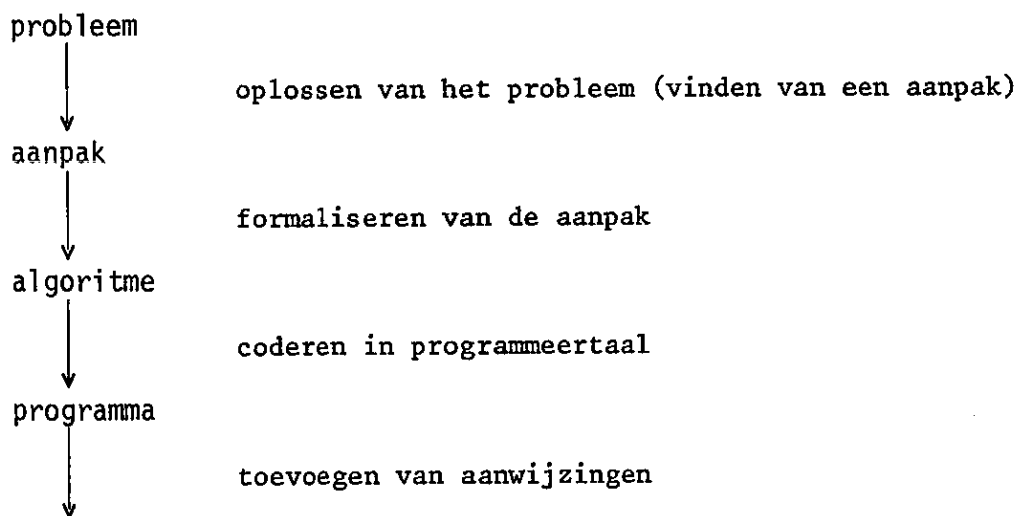 probleem
oplossen van het probleem (vinden van een aanpak)
aanpak
formaliseren van de aanpak
algoritme
coderen in programmeertaal
programma
toevoegen van aanwijzingen